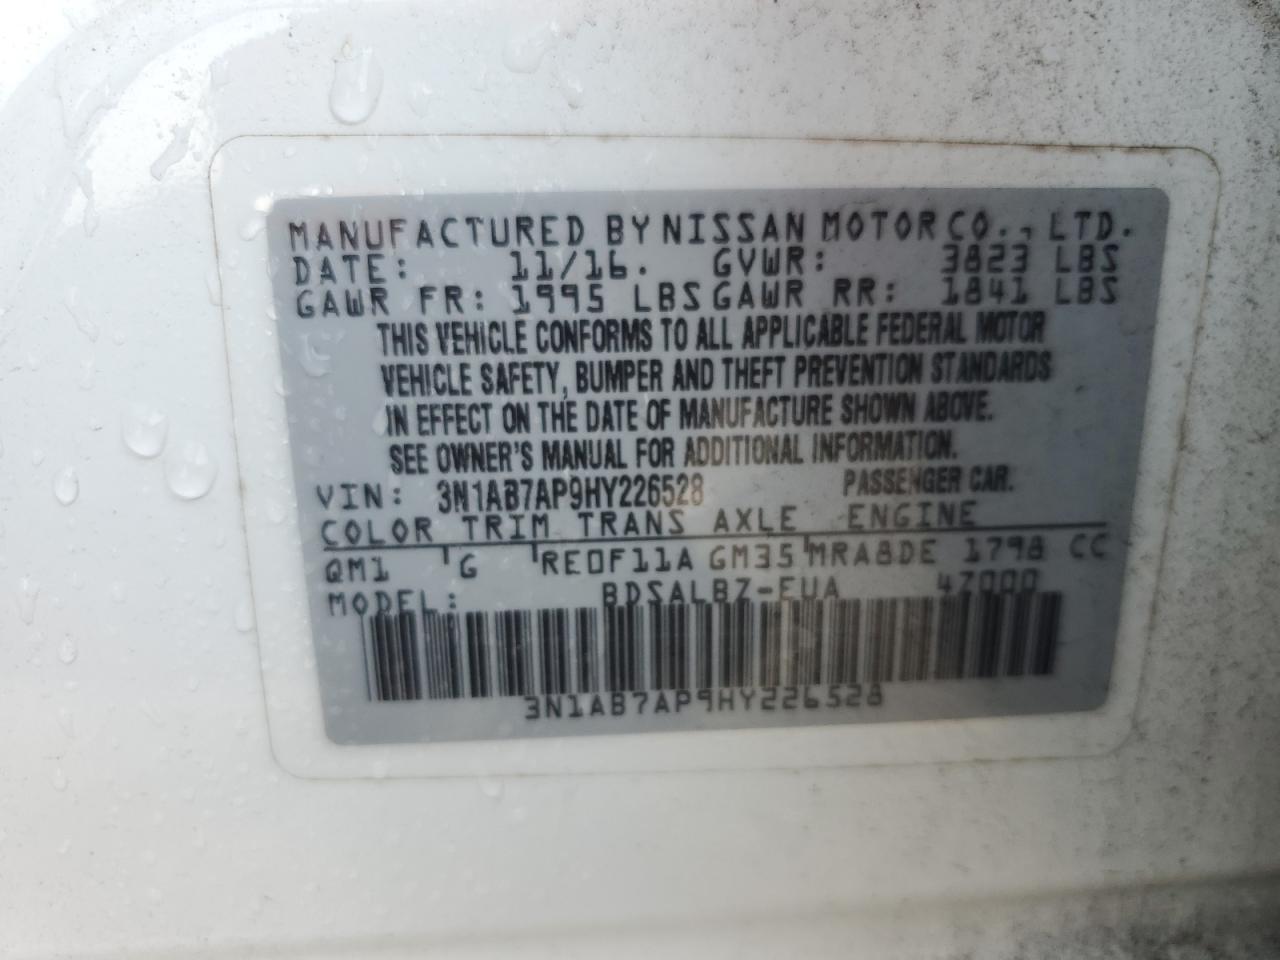 MANUFACTURED BY NISSAN MOTOR CO., LTD.
DATE: 11/16. GVWR: 3823 LBS
GAWR FR: 1995 LBS GAWR RR: 1841 LBS
THIS VEHICLE CONFORMS TO ALL APPLICABLE FEDERAL MOTOR
VEHICLE SAFETY, BUMPER AND THEFT PREVENTION STANDARDS
IN EFFECT ON THE DATE OF MANUFACTURE SHOWN ABOVE.
SEE OWNER'S MANUAL FOR ADDITIONAL INFORMATION.
VIN: 3N1AB7AP9HY226528 PASSENGER CAR.
COLOR TRIM TRANS AXLE ENGINE
QM1 G RE0F11A GM35 MRA8DE 1798 CC
MODEL: BDSALBZ-EUA 4Z000
3N1AB7AP9HY226528